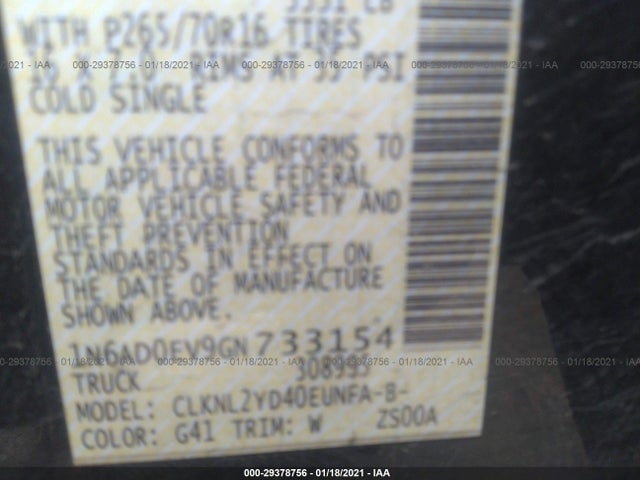 3331 LB
WITH P265/70R16 TIRES
COLD SINGLE
THIS VEHICLE CONFORMS TO
ALL APPLICABLE FEDERAL
MOTOR VEHICLE SAFETY AND
THEFT PREVENTION
STANDARDS IN EFFECT ON
THE DATE OF MANUFACTURE
SHOWN ABOVE.
1N6AD0EV9GN733154
TRUCK
MODEL: CLKNL2YD40EUNFA-B-
ZS00A
COLOR: G41 TRIM: W
000-29378756 - 01/18/2021 - IAA